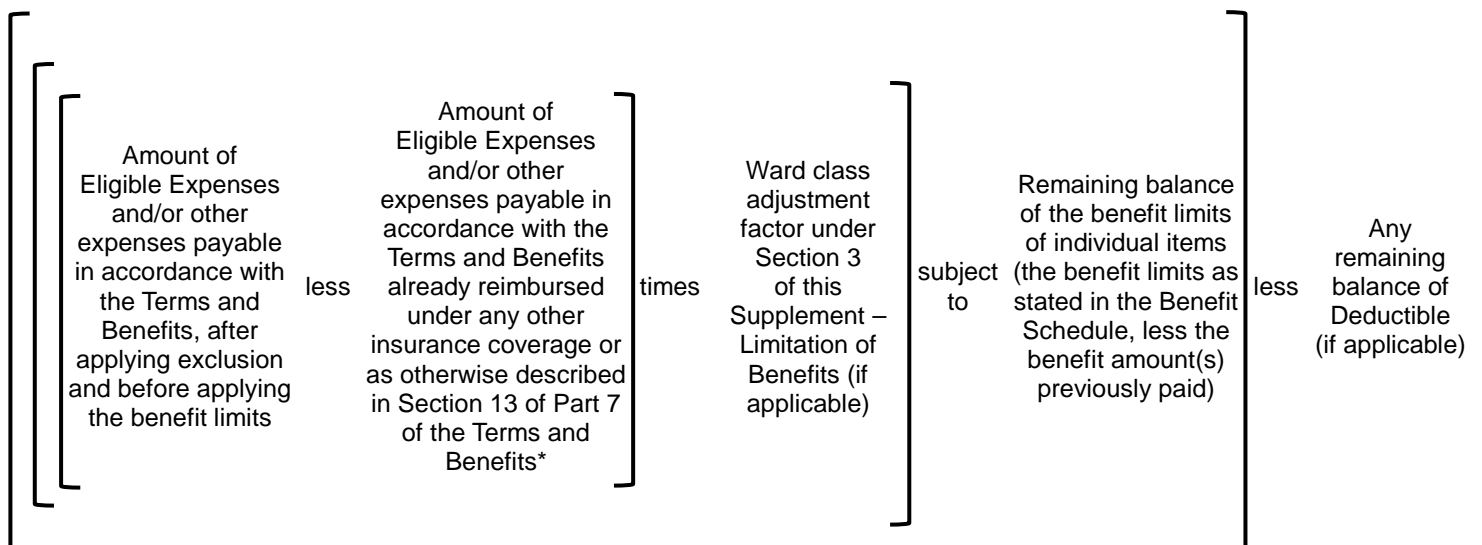 Amount of
Eligible Expenses
and/or other
expenses payable
in accordance with
the Terms and
Benefits, after
applying exclusion
and before applying
the benefit limits
less
Amount of
Eligible Expenses
and/or other
expenses payable in
accordance with the
Terms and Benefits
already reimbursed
under any other
insurance coverage or
as otherwise described
in Section 13 of Part 7
of the Terms and
Benefits*
times
Ward class
adjustment
factor under
Section 3
of this
Supplement –
Limitation of
Benefits (if
applicable)
subject
to
Remaining balance
of the benefit limits
of individual items
(the benefit limits as
stated in the Benefit
Schedule, less the
benefit amount(s)
previously paid)
less
Any
remaining
balance of
Deductible
(if applicable)